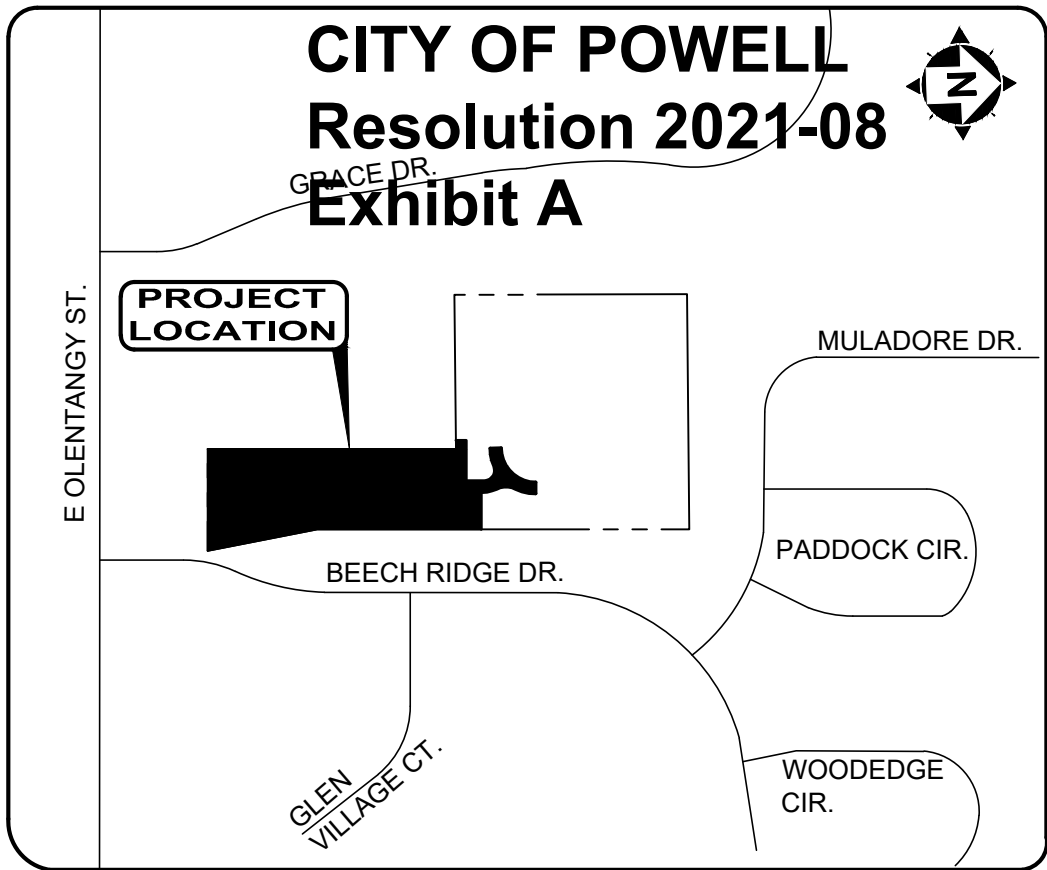 CITY OF POWELL
Resolution 2021-08
Exhibit A
N
GRACE DR.
E OLENTANGY ST.
PROJECT
LOCATION
MULADORE DR.
PADDOCK CIR.
BEECH RIDGE DR.
GLEN
VILLAGE CT.
WOODEDGE
CIR.